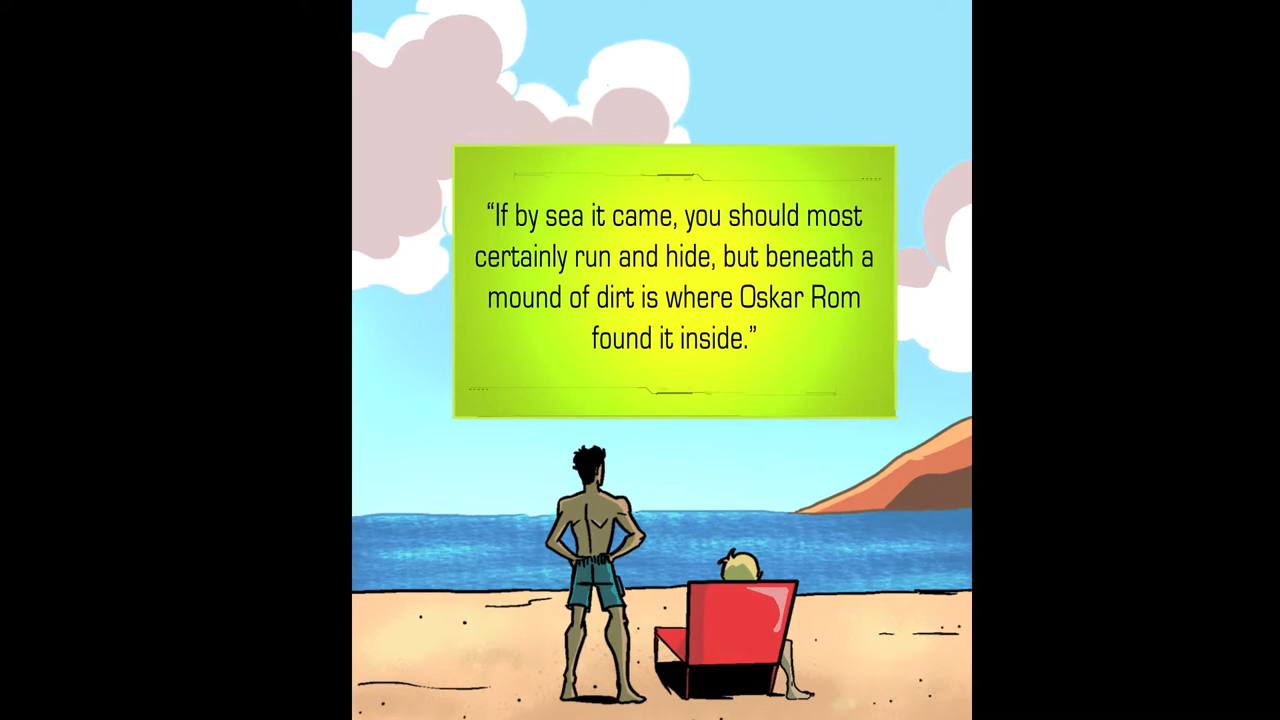 “If by sea it came, you should most
certainly run and hide, but beneath a
mound of dirt is where Oskar Rom
found it inside.”